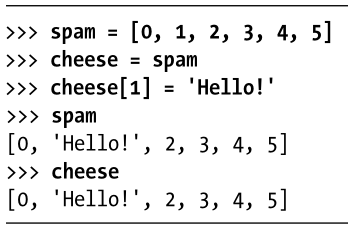 >>> spam = [0, 1, 2, 3, 4, 5]
>>> cheese = spam
>>> cheese[1] = 'Hello!'
>>> spam
[0, 'Hello!', 2, 3, 4, 5]
>>> cheese
[0, 'Hello!', 2, 3, 4, 5]